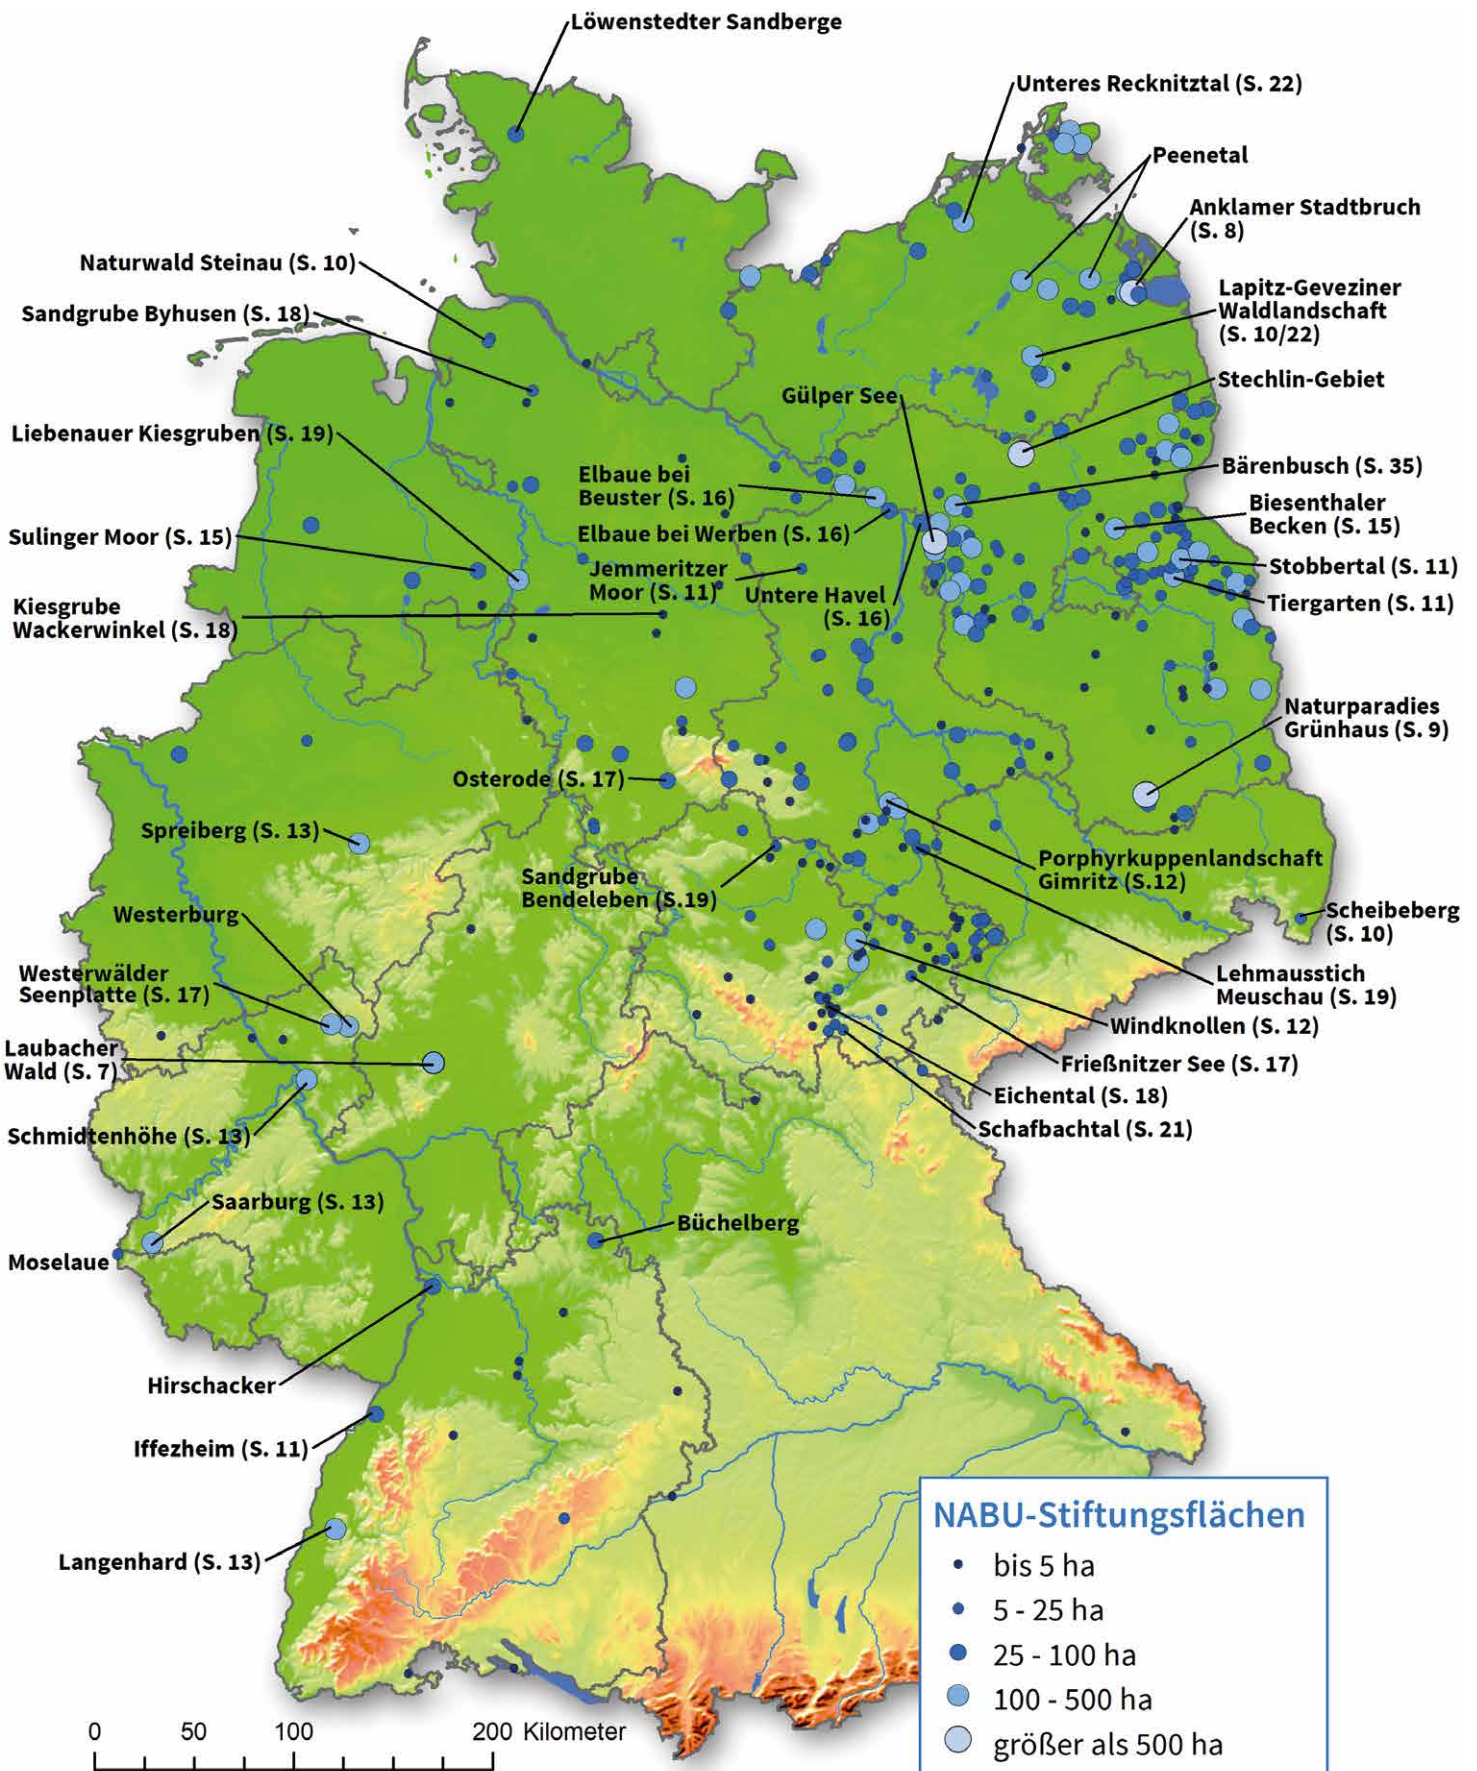 Löwenstedter Sandberge
Unteres Recknitztal (S. 22)
Peenetal
Anklamer Stadtbruch
(S. 8)
Naturwald Steinau (S. 10)
Lapitz-Geveziner
Waldlandschaft
(S. 10/22)
Sandgrube Byhusen (S. 18)
Stechlin-Gebiet
Gülper See
Liebenauer Kiesgruben (S. 19)
Bärenbusch (S. 35)
Elbaue bei
Beuster (S. 16)
Biesenthaler
Becken (S. 15)
Sulinger Moor (S. 15)
Elbaue bei Werben (S. 16)
Stobbertal (S. 11)
Jemmeritzer
Moor (S. 11)
Untere Havel
(S. 16)
Tiergarten (S. 11)
Kiesgrube
Wackerwinkel (S. 18)
Naturparadies
Grünhaus (S. 9)
Osterode (S. 17)
Spreiberg (S. 13)
Porphyrkuppenlandschaft
Gimritz (S.12)
Sandgrube
Bendeleben (S.19)
Westerburg
Scheibeberg
(S. 10)
Westerwälder
Seenplatte (S. 17)
Lehmausstich
Meuschau (S. 19)
Windknollen (S. 12)
Laubacher
Wald (S. 7)
Frießnitzer See (S. 17)
Eichental (S. 18)
Schmidtenhöhe (S. 13)
Schafbachtal (S. 21)
Saarburg (S. 13)
Büchelberg
Moselaue
Hirschacker
Iffezheim (S. 11)
Langenhard (S. 13)
NABU-Stiftungsflächen
bis 5 ha
5 - 25 ha
25 - 100 ha
100 - 500 ha
größer als 500 ha
0 50 100 200 Kilometer